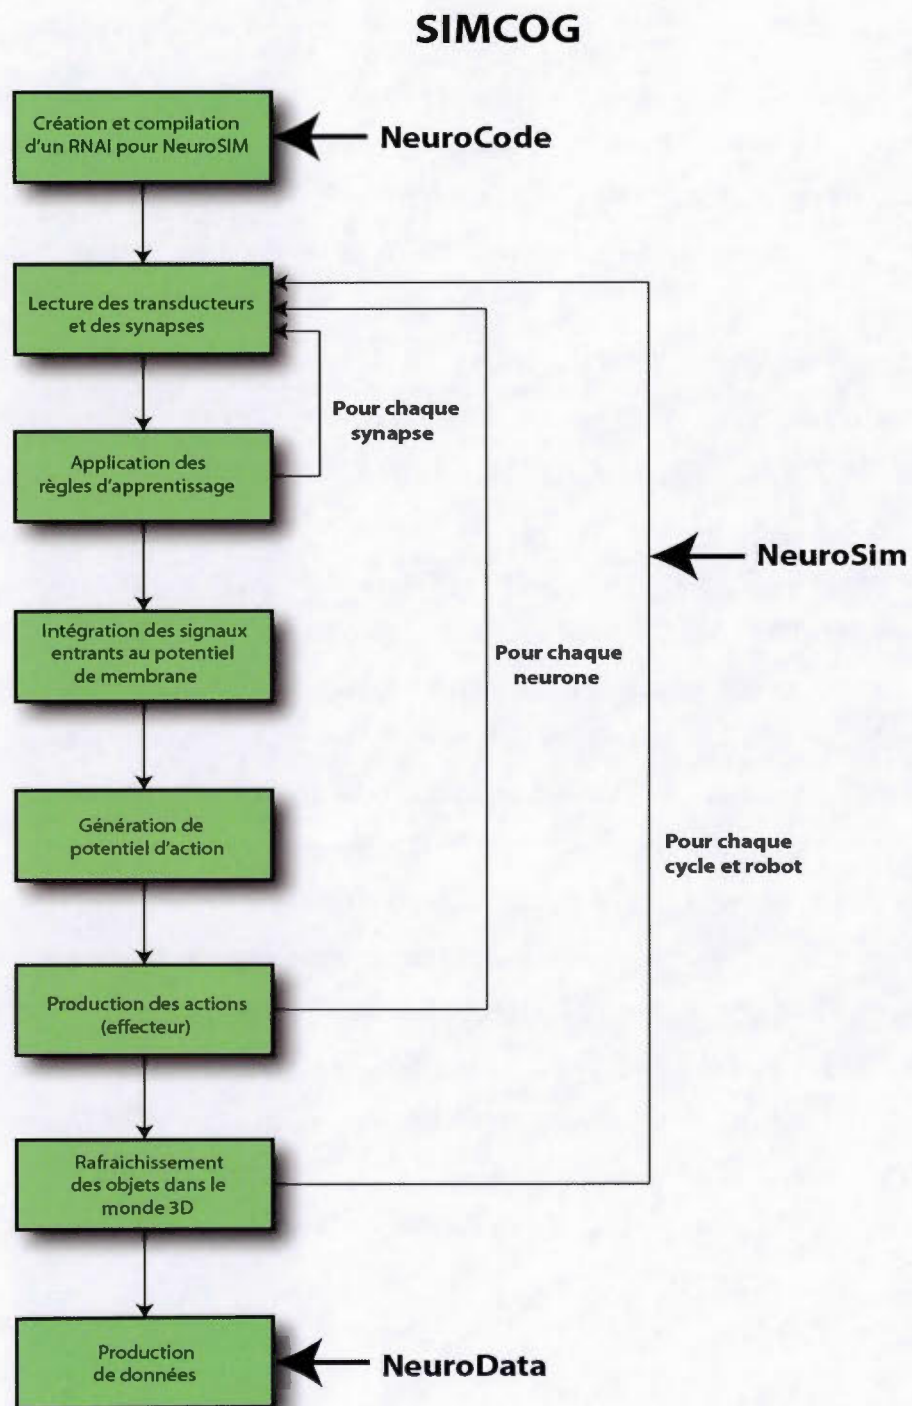 SIMCOG
Création et compilation
d'un RNAI pour NeuroSIM
NeuroCode
Lecture des transducteurs
et des synapses
Pour chaque
synapse
Application des
règles d'apprentissage
NeuroSim
Intégration des signaux
entrants au potentiel
de membrane
Pour chaque
neurone
Génération de
potentiel d'action
Pour chaque
cycle et robot
Production des actions
(effecteur)
Rafraichissement
des objets dans le
monde 3D
Production
de données
NeuroData